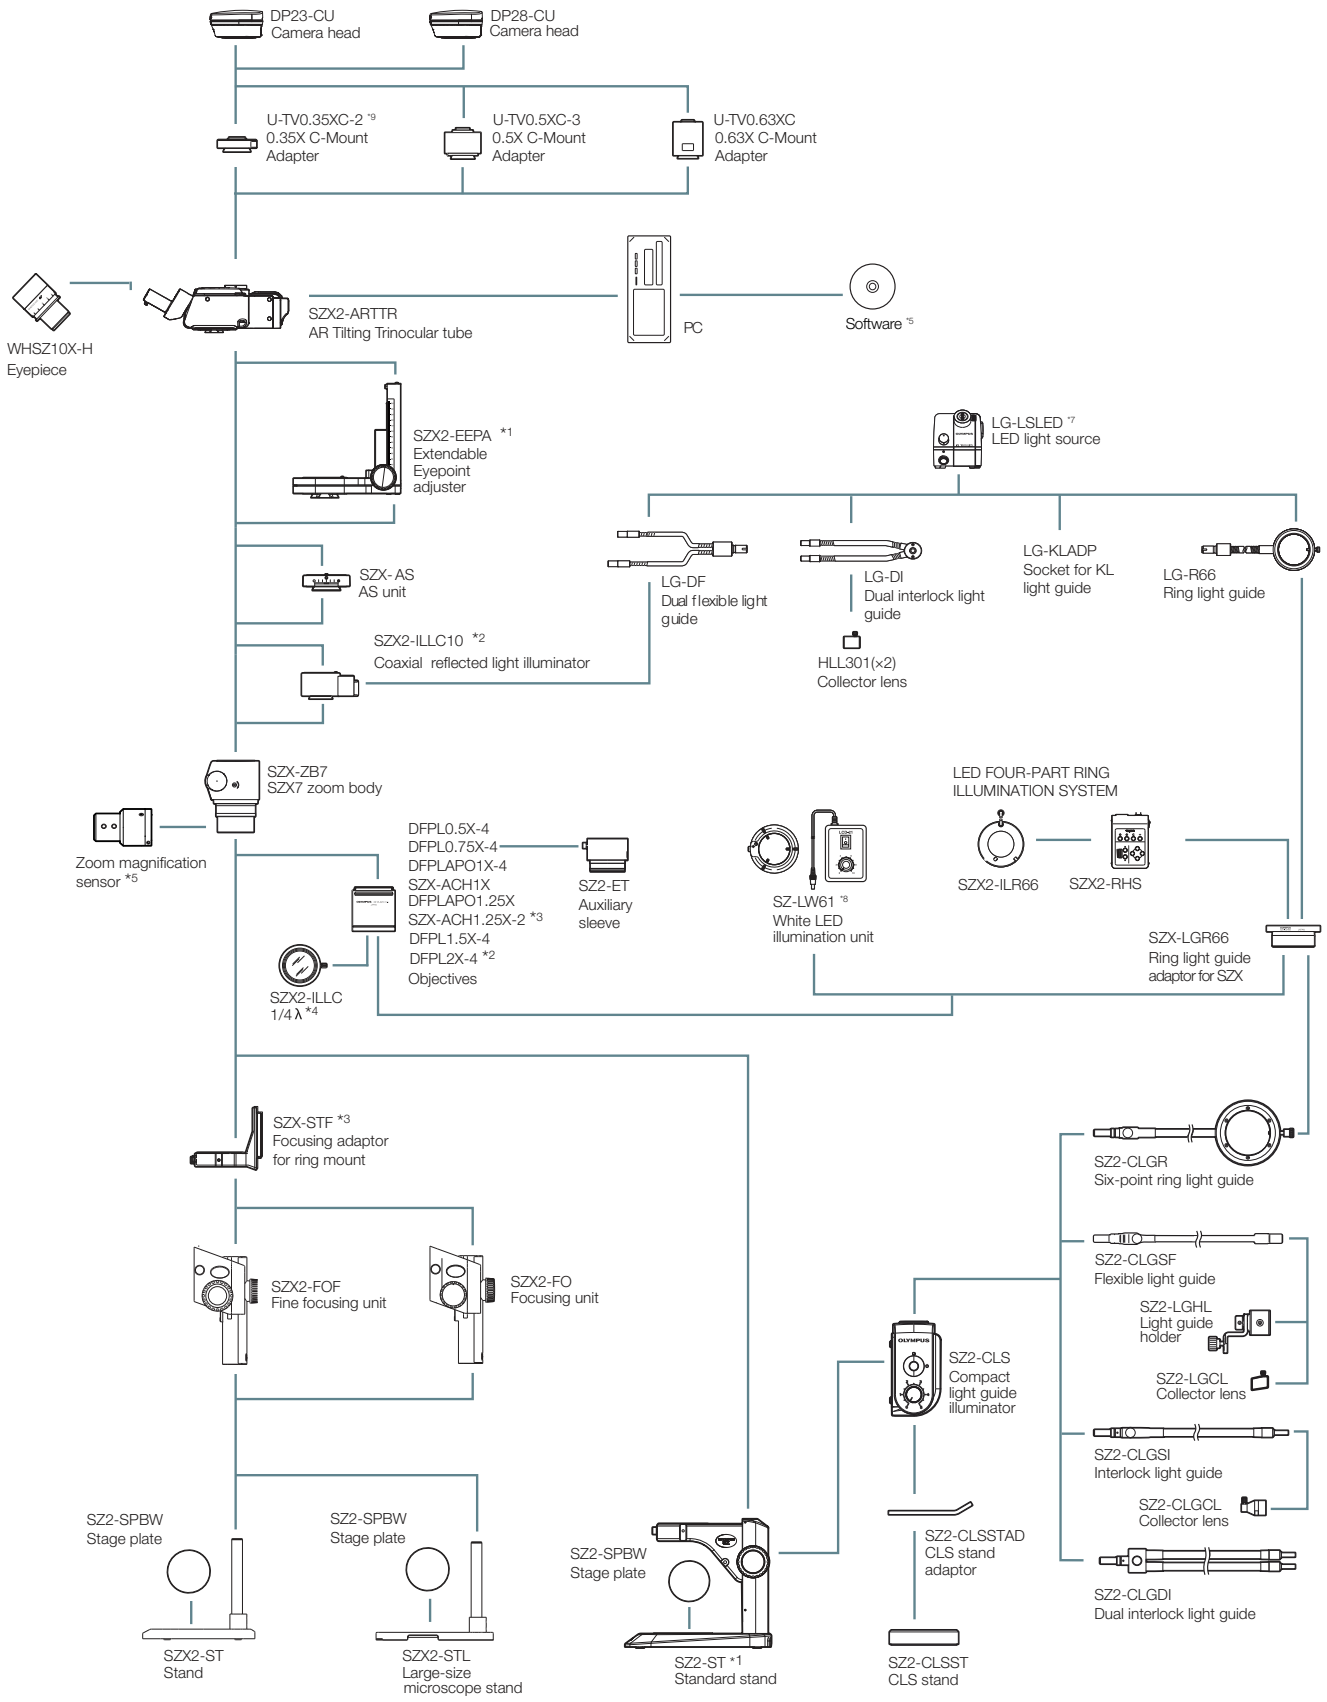 DP23-CU
Camera head
DP28-CU
Camera head
U-TV0.35XC-2 *9
0.35X C-Mount
Adapter
U-TV0.5XC-3
0.5X C-Mount
Adapter
U-TV0.63XC
0.63X C-Mount
Adapter
WHSZ10X-H
Eyepiece
SZX2-ARTTR
AR Tilting Trinocular tube
PC
Software *5
SZX2-EEPA *1
Extendable
Eyepoint
adjuster
LG-LSLED *7
LED light source
SZX-AS
AS unit
LG-DF
Dual flexible light
guide
LG-DI
Dual interlock light
guide
LG-KLADP
Socket for KL
light guide
LG-R66
Ring light guide
SZX2-ILLC10 *2
Coaxial reflected light illuminator
HLL301(×2)
Collector lens
SZX-ZB7
SZX7 zoom body
Zoom magnification
sensor *5
DFPL0.5X-4
DFPL0.75X-4
DFPLAPO1X-4
SZX-ACH1X
DFPLAPO1.25X
SZX-ACH1.25X-2 *3
DFPL1.5X-4
DFPL2X-4 *2
Objectives
SZ2-ET
Auxiliary
sleeve
SZX2-ILLC
1/4 λ *4
SZ-LW61 *8
White LED
illumination unit
LED FOUR-PART RING
ILLUMINATION SYSTEM
SZX2-ILR66
SZX2-RHS
SZX-LGR66
Ring light guide
adaptor for SZX
SZX-STF *3
Focusing adaptor
for ring mount
SZ2-CLGR
Six-point ring light guide
SZX2-FOF
Fine focusing unit
SZX2-FO
Focusing unit
SZ2-CLGSF
Flexible light guide
SZ2-LGHL
Light guide
holder
SZ2-LGCL
Collector lens
OLYMPUS
SZ2-CLS
Compact
light guide
illuminator
SZ2-CLGSI
Interlock light guide
SZ2-CLGCL
Collector lens
SZ2-CLGDI
Dual interlock light guide
SZ2-SPBW
Stage plate
SZX2-ST
Stand
SZ2-SPBW
Stage plate
SZX2-STL
Large-size
microscope stand
SZ2-SPBW
Stage plate
SZ2-ST *1
Standard stand
SZ2-CLSSTAD
CLS stand
adaptor
SZ2-CLSST
CLS stand